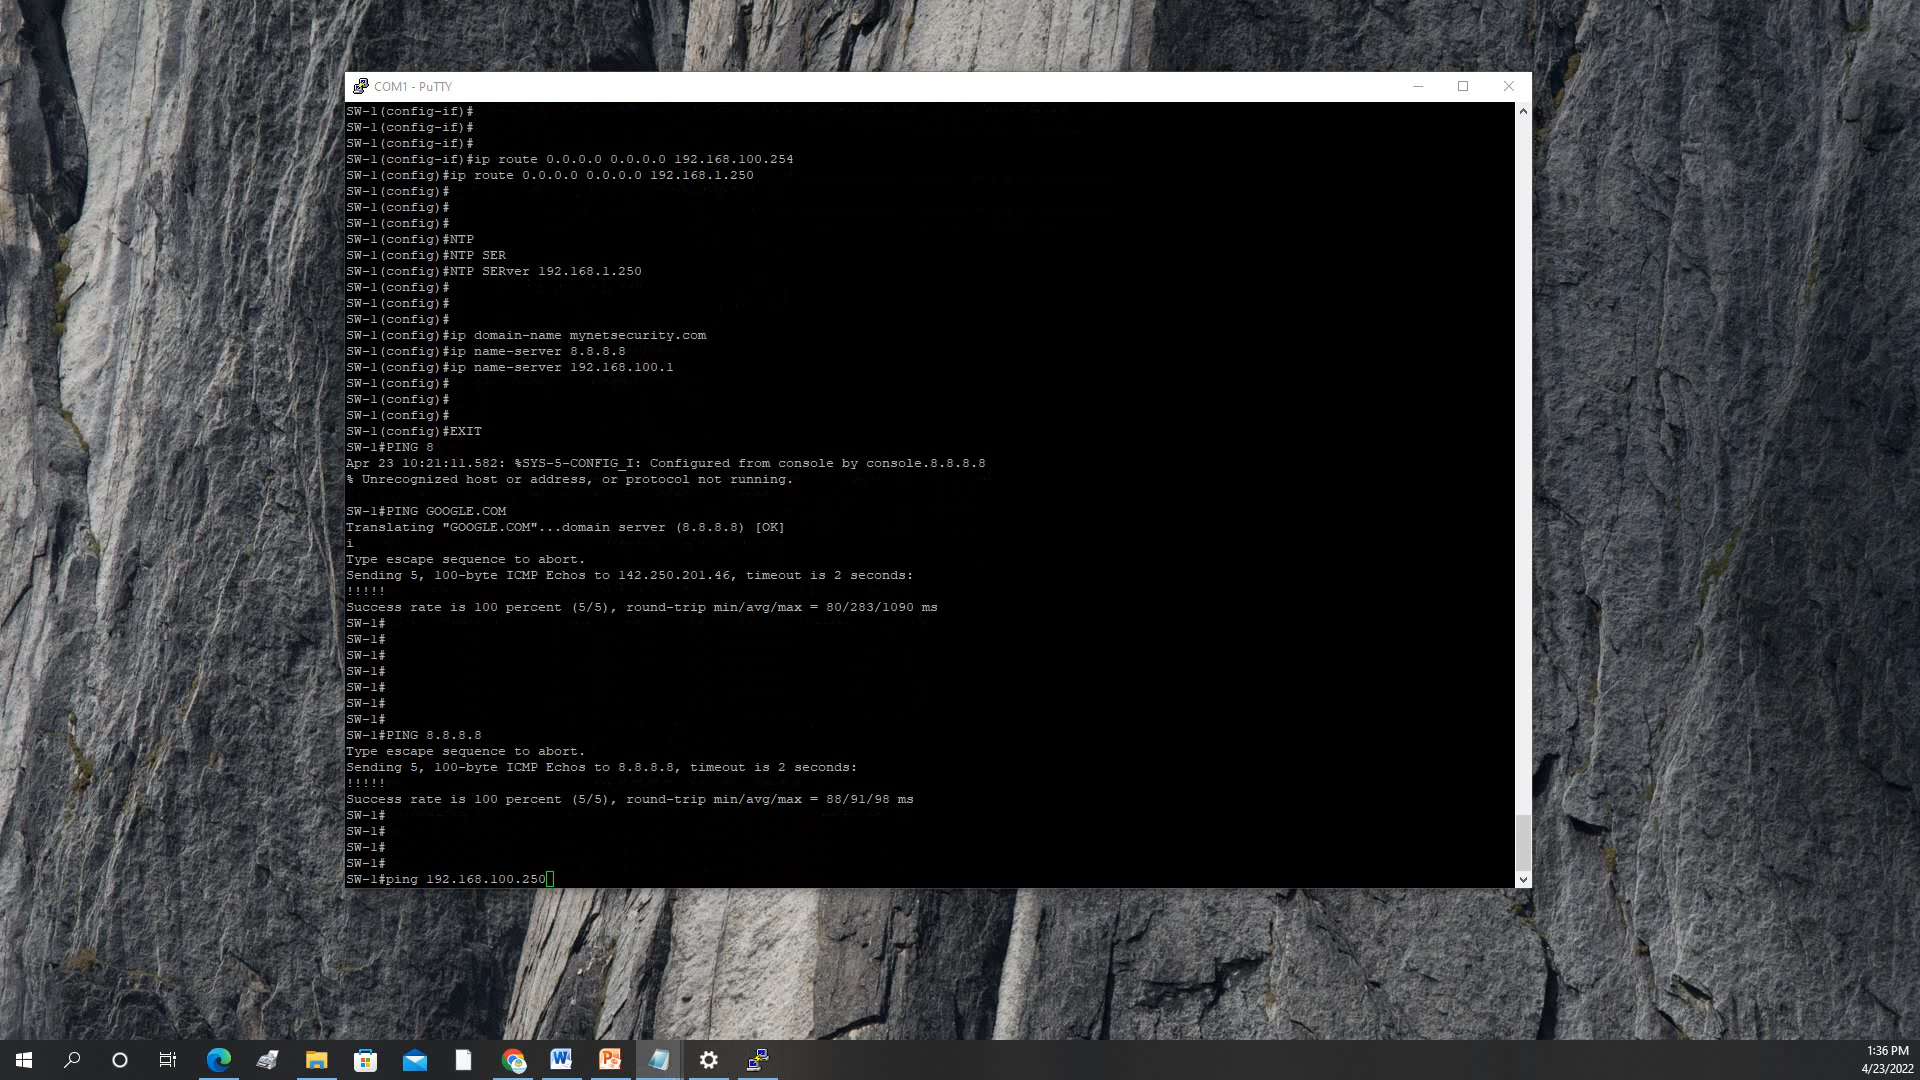 COM1 - PuTTY
SW-1(config-if)#
SW-1(config-if)#
SW-1(config-if)#
SW-1(config-if)#ip route 0.0.0.0 0.0.0.0 192.168.100.254
SW-1(config)#ip route 0.0.0.0 0.0.0.0 192.168.1.250
SW-1(config)#
SW-1(config)#
SW-1(config)#
SW-1(config)#NTP
SW-1(config)#NTP SER
SW-1(config)#NTP SERver 192.168.1.250
SW-1(config)#
SW-1(config)#
SW-1(config)#
SW-1(config)#ip domain-name mynetsecurity.com
SW-1(config)#ip name-server 8.8.8.8
SW-1(config)#ip name-server 192.168.100.1
SW-1(config)#
SW-1(config)#
SW-1(config)#
SW-1(config)#EXIT
SW-1#PING 8
Apr 23 10:21:11.582: %SYS-5-CONFIG_I: Configured from console by console.8.8.8.8
% Unrecognized host or address, or protocol not running.
SW-1#PING GOOGLE.COM
Translating "GOOGLE.COM"...domain server (8.8.8.8) [OK]
i
Type escape sequence to abort.
Sending 5, 100-byte ICMP Echos to 142.250.201.46, timeout is 2 seconds:
!!!!!
Success rate is 100 percent (5/5), round-trip min/avg/max = 80/283/1090 ms
SW-1#
SW-1#
SW-1#
SW-1#
SW-1#
SW-1#
SW-1#
SW-1#PING 8.8.8.8
Type escape sequence to abort.
Sending 5, 100-byte ICMP Echos to 8.8.8.8, timeout is 2 seconds:
!!!!!
Success rate is 100 percent (5/5), round-trip min/avg/max = 88/91/98 ms
SW-1#
SW-1#
SW-1#
SW-1#
SW-1#ping 192.168.100.250
1:36 PM
4/23/2022